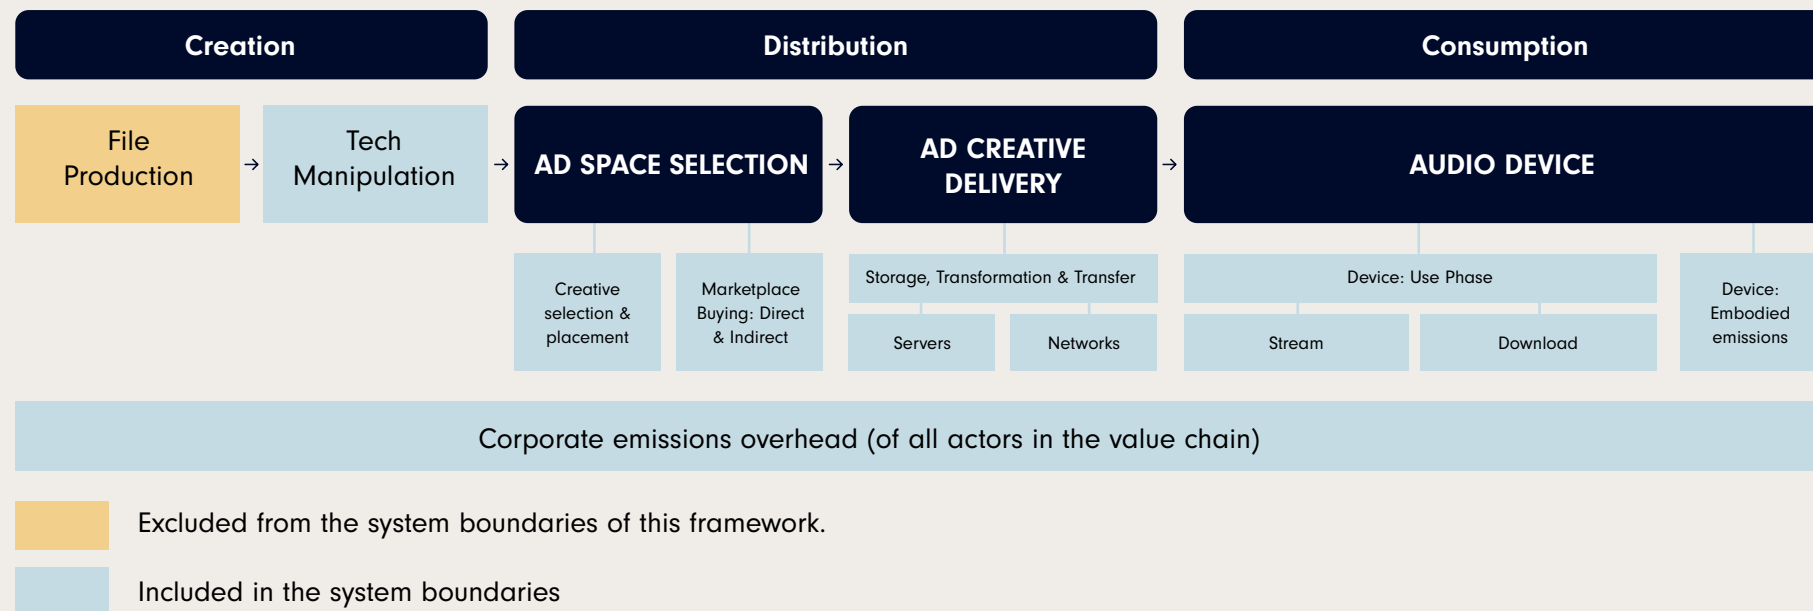 Creation
Distribution
Consumption
File
Production
Tech
Manipulation
AD SPACE SELECTION
AD CREATIVE
DELIVERY
AUDIO DEVICE
Creative
selection &
placement
Marketplace
Buying: Direct
& Indirect
Storage, Transformation & Transfer
Servers
Networks
Device: Use Phase
Stream
Download
Device:
Embodied
emissions
Corporate emissions overhead (of all actors in the value chain)
Excluded from the system boundaries of this framework.
Included in the system boundaries